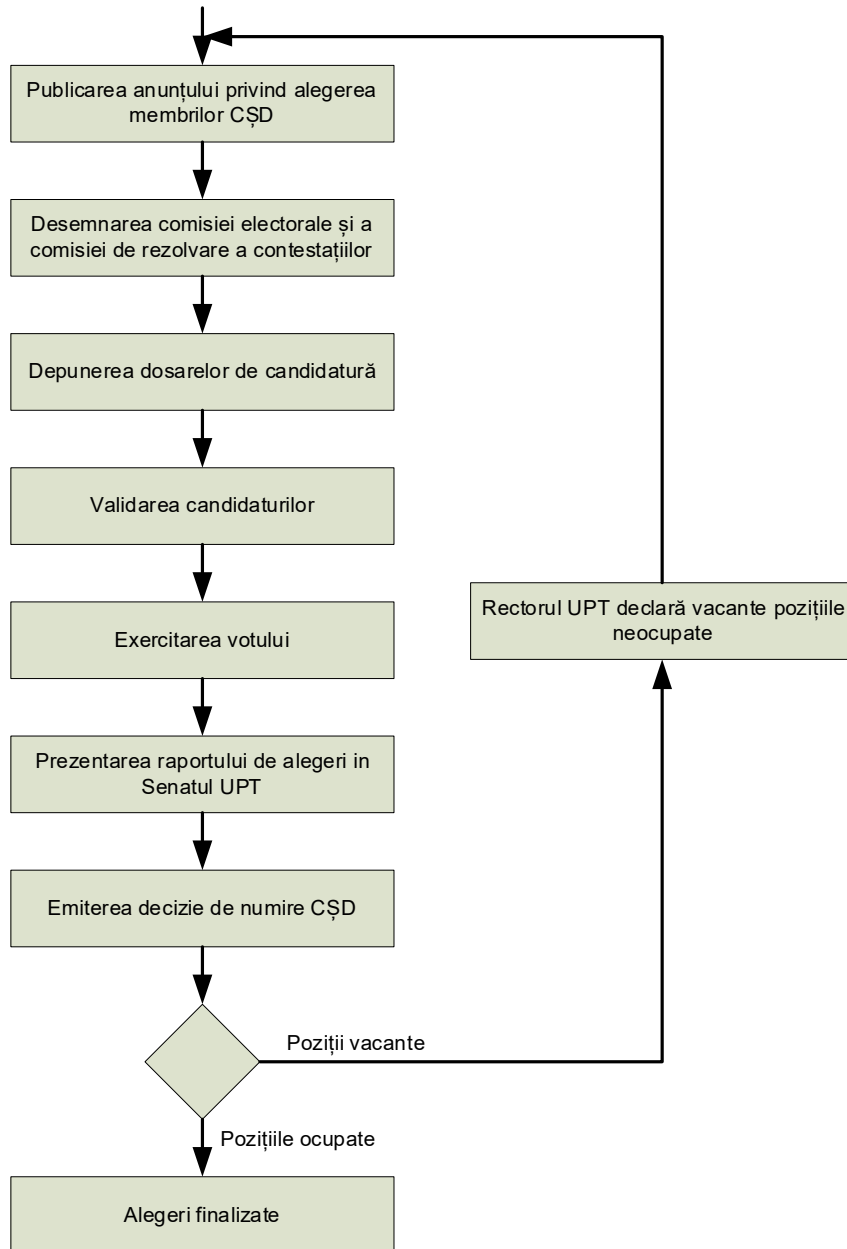 Publicarea anunțului privind alegerea
membrilor CȘD
Desemnarea comisiei electorale și a
comisiei de rezolvare a contestațiilor
Depunerea dosarelor de candidatură
Validarea candidaturilor
Exercitarea votului
Rectorul UPT declară vacante pozițiile
neocupate
Prezentarea raportului de alegeri in
Senatul UPT
Emiterea decizie de numire CȘD
Poziții vacante
Pozițiile ocupate
Alegeri finalizate